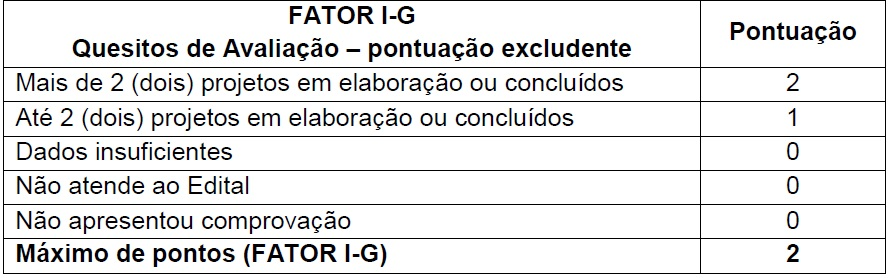 FATOR I-G
Quesitos de Avaliação – pontuação excludente
Pontuação
Mais de 2 (dois) projetos em elaboração ou concluídos 2
Até 2 (dois) projetos em elaboração ou concluídos 1
Dados insuficientes 0
Não atende ao Edital 0
Não apresentou comprovação 0
Máximo de pontos (FATOR I-G) 2